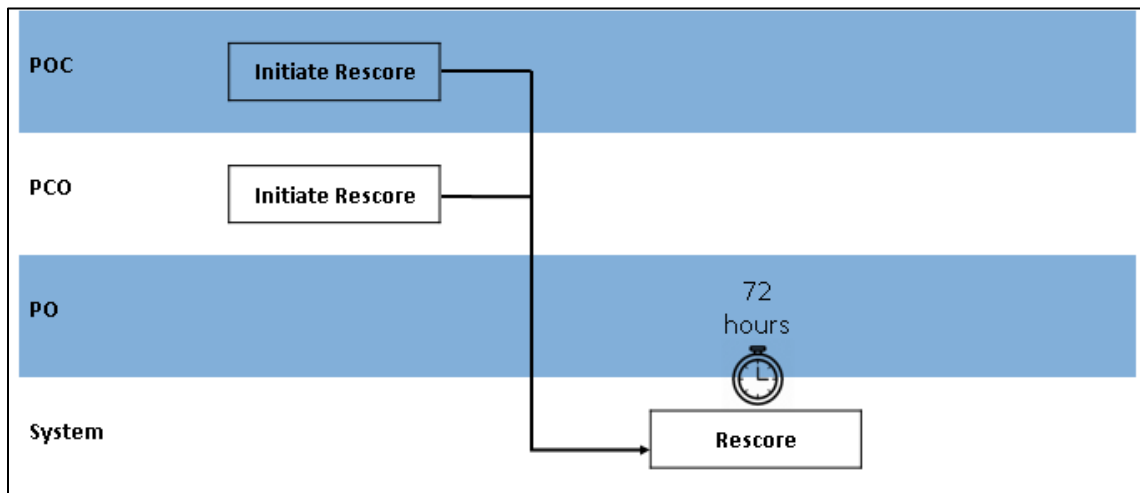 POC
Initiate Rescore
PCO
Initiate Rescore
PO
72
hours
System
Rescore